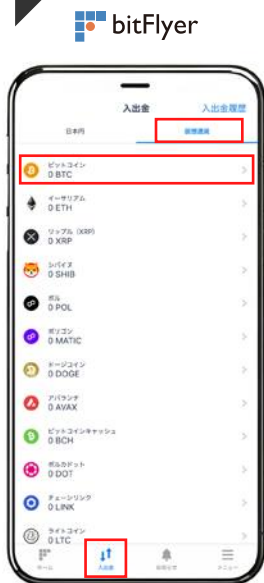 bitFlyer
入出金
入出金履歴
日本円
仮想通貨
ビットコイン
0 BTC
イーサリアム
0 ETH
リップル (XRP)
0 XRP
シバイヌ
0 SHIB
ポル
0 POL
ポリゴン
0 MATIC
ドージコイン
0 DOGE
アバランチ
0 AVAX
ビットコインキャッシュ
0 BCH
ポルカドット
0 DOT
チェーンリンク
0 LINK
ライトコイン
0 LTC
ホーム
入出金
お知らせ
メニュー